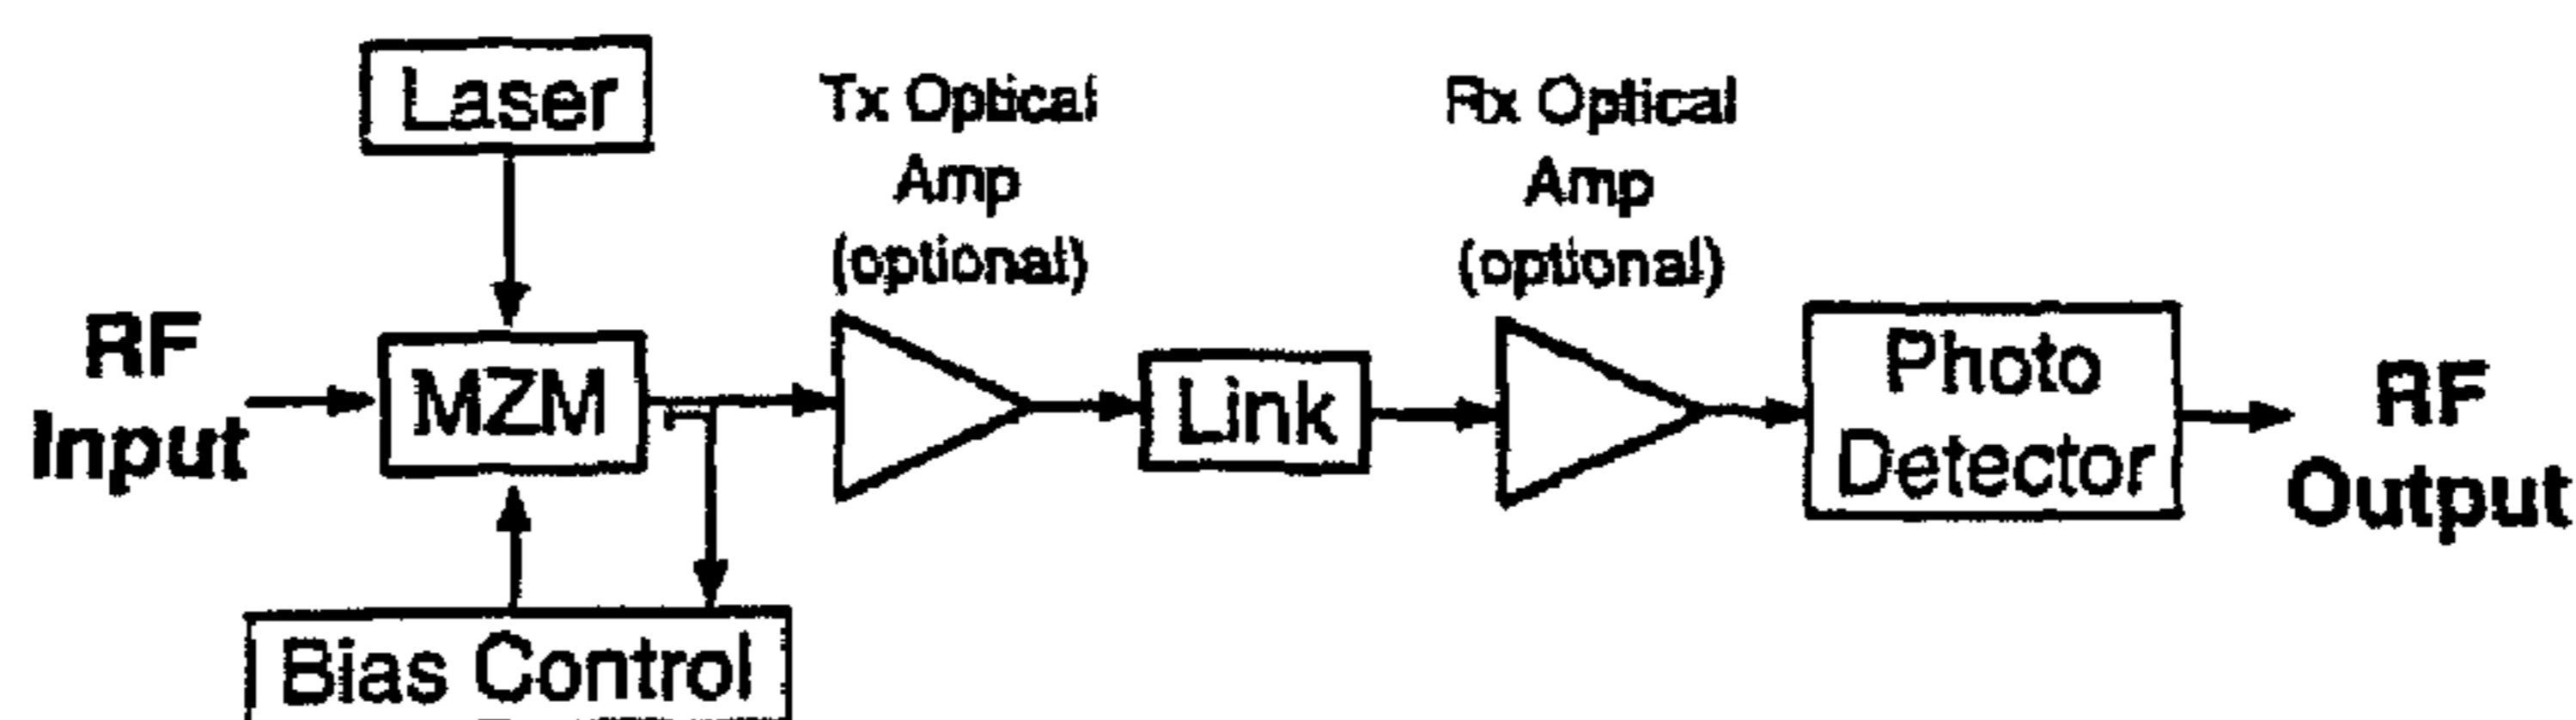 Laser
Tx Optical
Amp
(optional)
Rx Optical
Amp
(optional)
RF
Input
MZM
Link
Photo
Detector
RF
Output
Bias Control